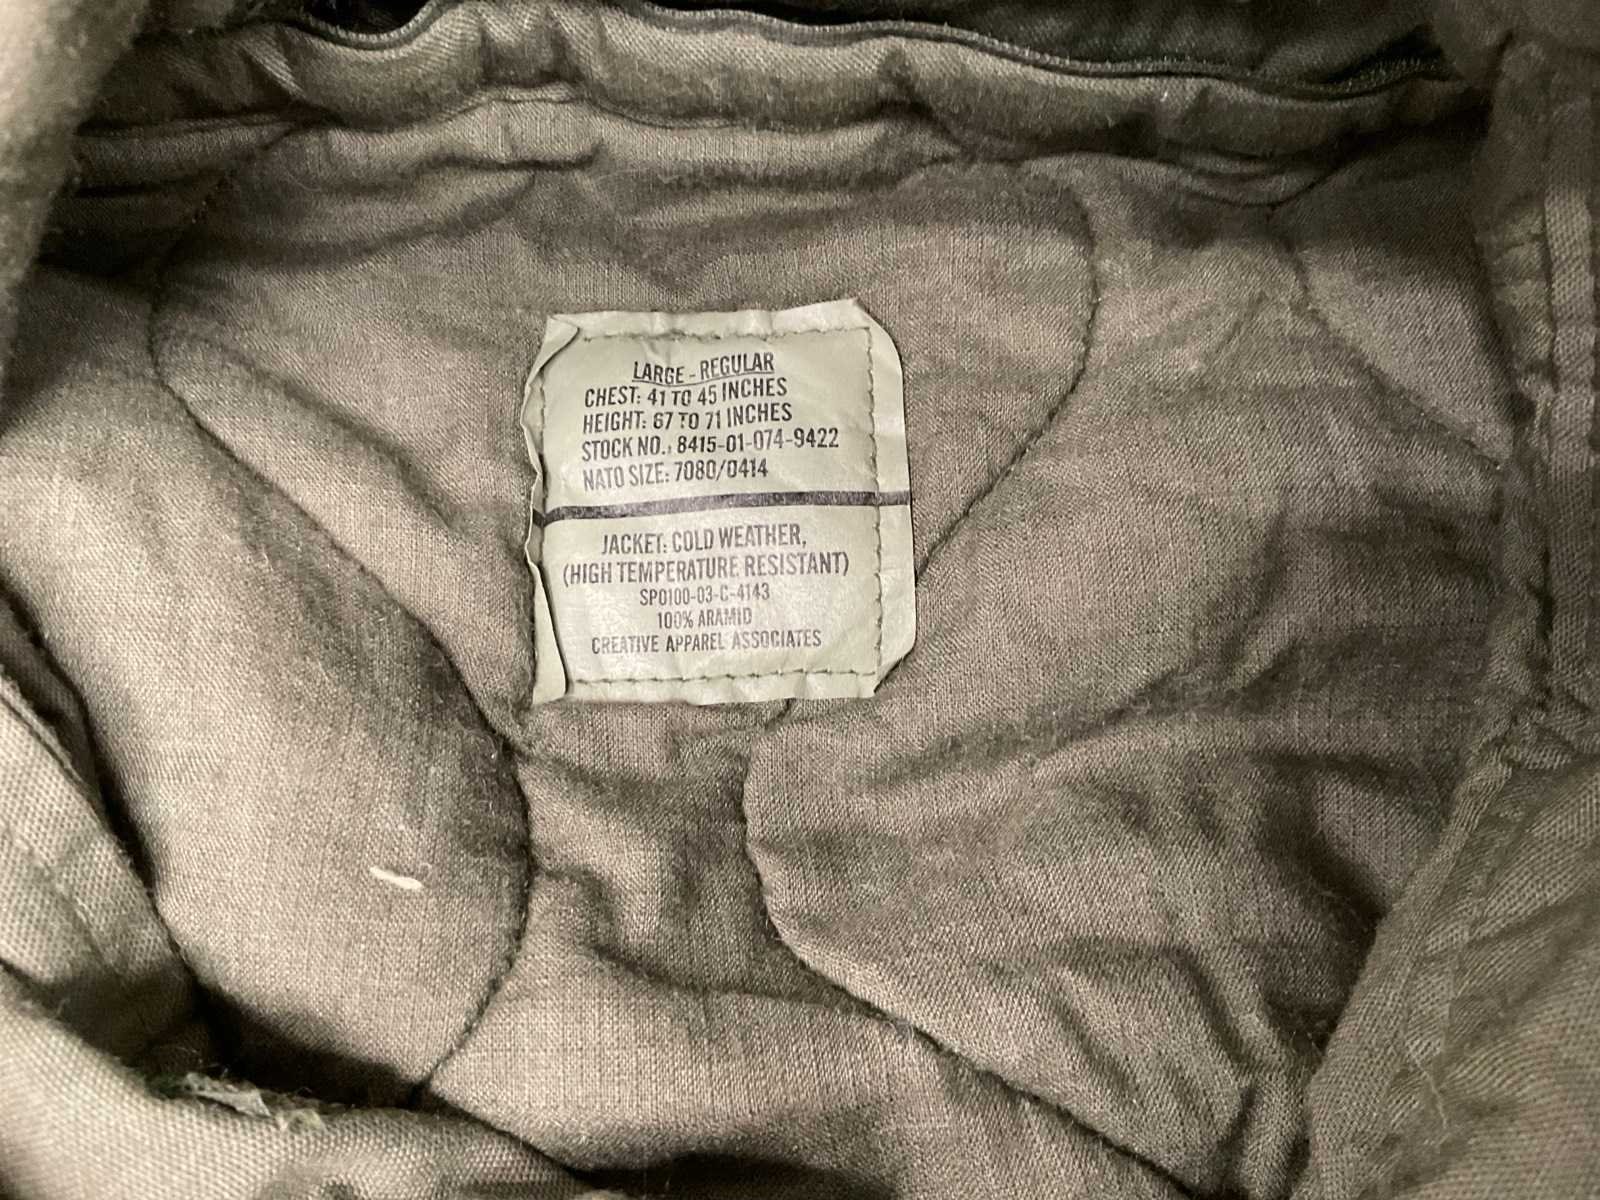 LARGE - REGULAR
CHEST: 41 TO 45 INCHES
HEIGHT: 67 TO 71 INCHES
STOCK NO.: 8415-01-074-9422
NATO SIZE: 7080/0414
JACKET: COLD WEATHER,
(HIGH TEMPERATURE RESISTANT)
SP0100-03-C-4143
100% ARAMID
CREATIVE APPAREL ASSOCIATES